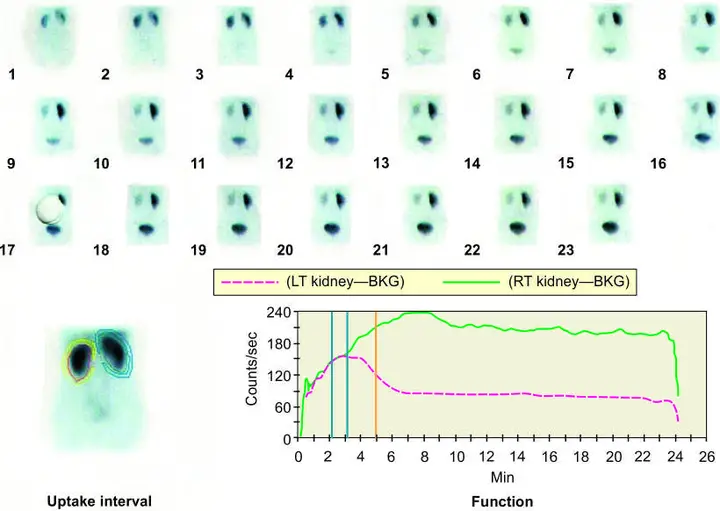 1 2 3 4 5 6 7 8
9 10 11 12 13 14 15 16
17 18 19 20 21 22 23
(LT kidney—BKG) (RT kidney—BKG)
240
180
120
60
0
Counts/sec
0 2 4 6 8 10 12 14 16 18 20 22 24 26
Min
Uptake interval
Function